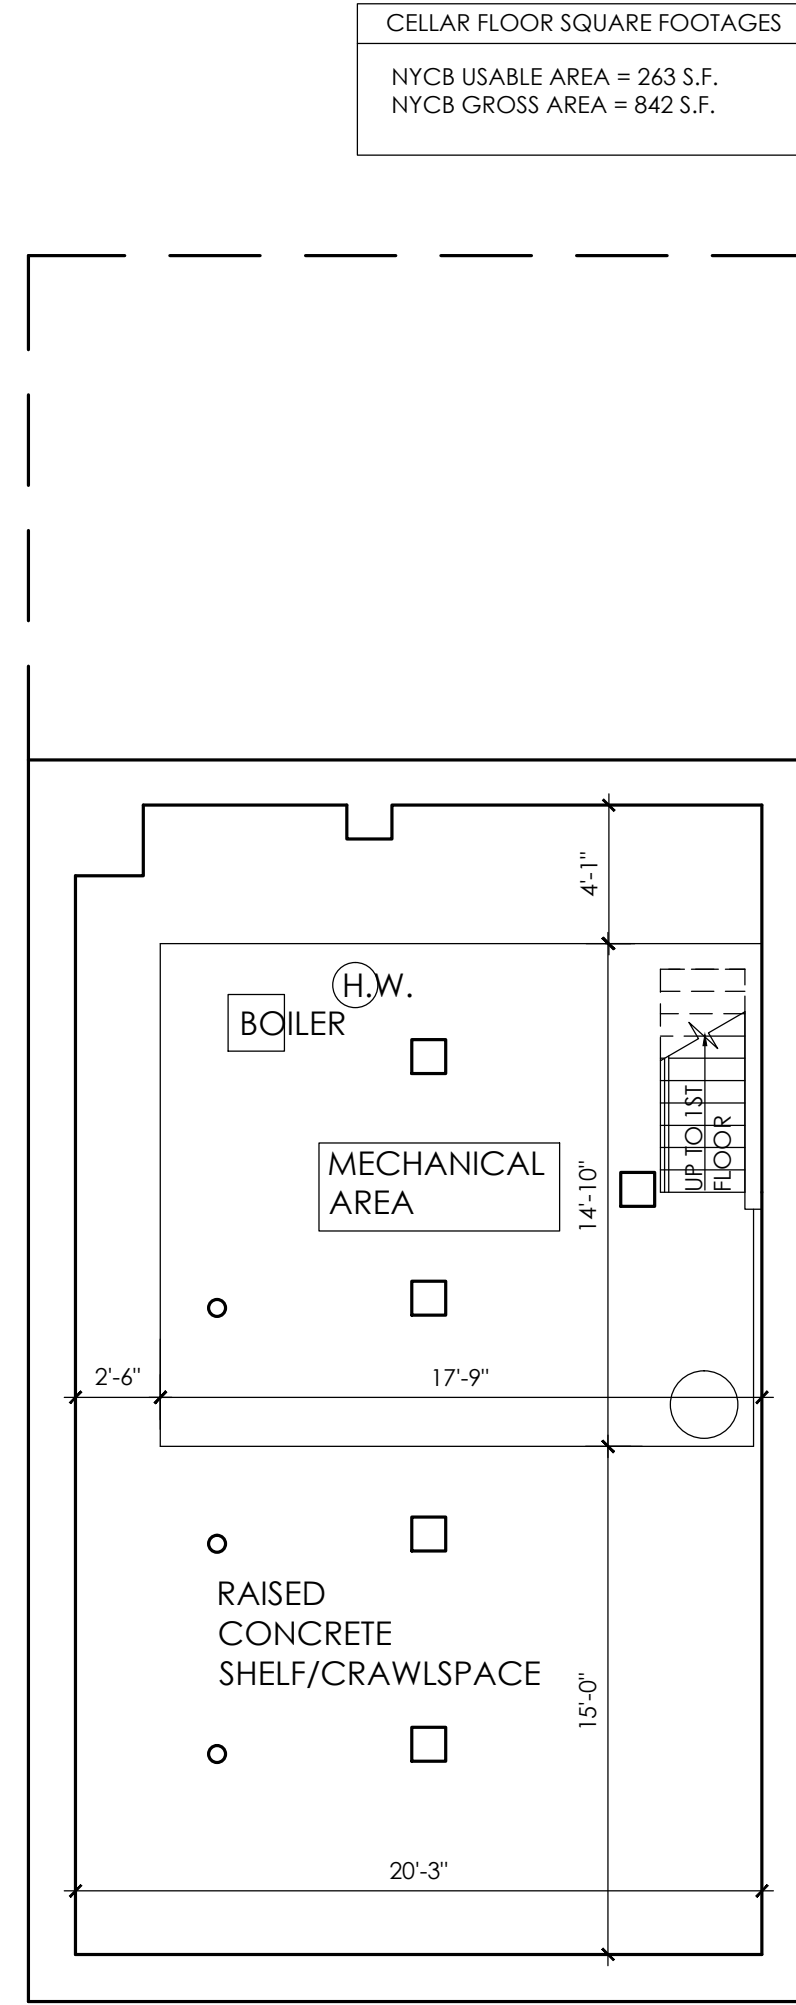 CELLAR FLOOR SQUARE FOOTAGES
NYCB USABLE AREA = 263 S.F.
NYCB GROSS AREA = 842 S.F.
4'-1"
H.W.
BOILER
UP TO 1ST
FLOOR
MECHANICAL
AREA
14'-10"
2'-6"
17'-9"
RAISED
CONCRETE
SHELF/CRAWLSPACE
15'-0"
20'-3"